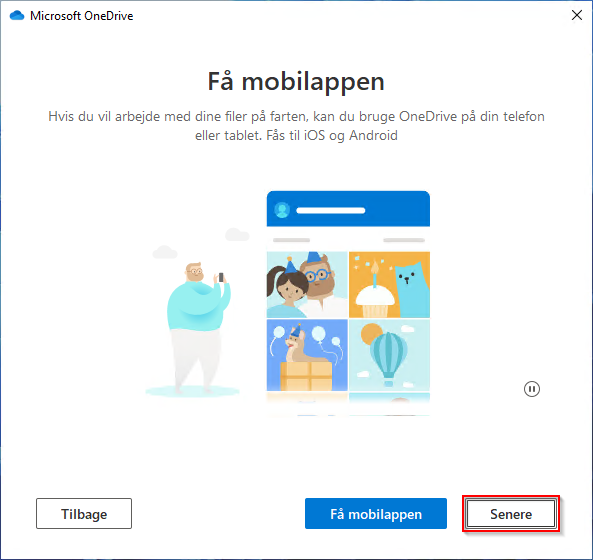 Microsoft OneDrive
Få mobilappen
Hvis du vil arbejde med dine filer på farten, kan du bruge OneDrive på din telefon
eller tablet. Fås til iOS og Android
Tilbage
Få mobilappen
Senere